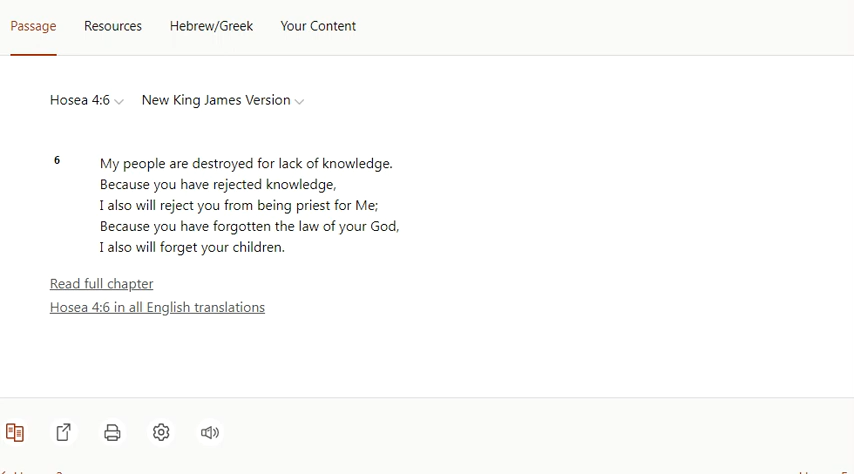 Passage Resources Hebrew/Greek Your Content
Hosea 4:6 New King James Version
6 My people are destroyed for lack of knowledge.
Because you have rejected knowledge,
I also will reject you from being priest for Me;
Because you have forgotten the law of your God,
I also will forget your children.
Read full chapter
Hosea 4:6 in all English translations